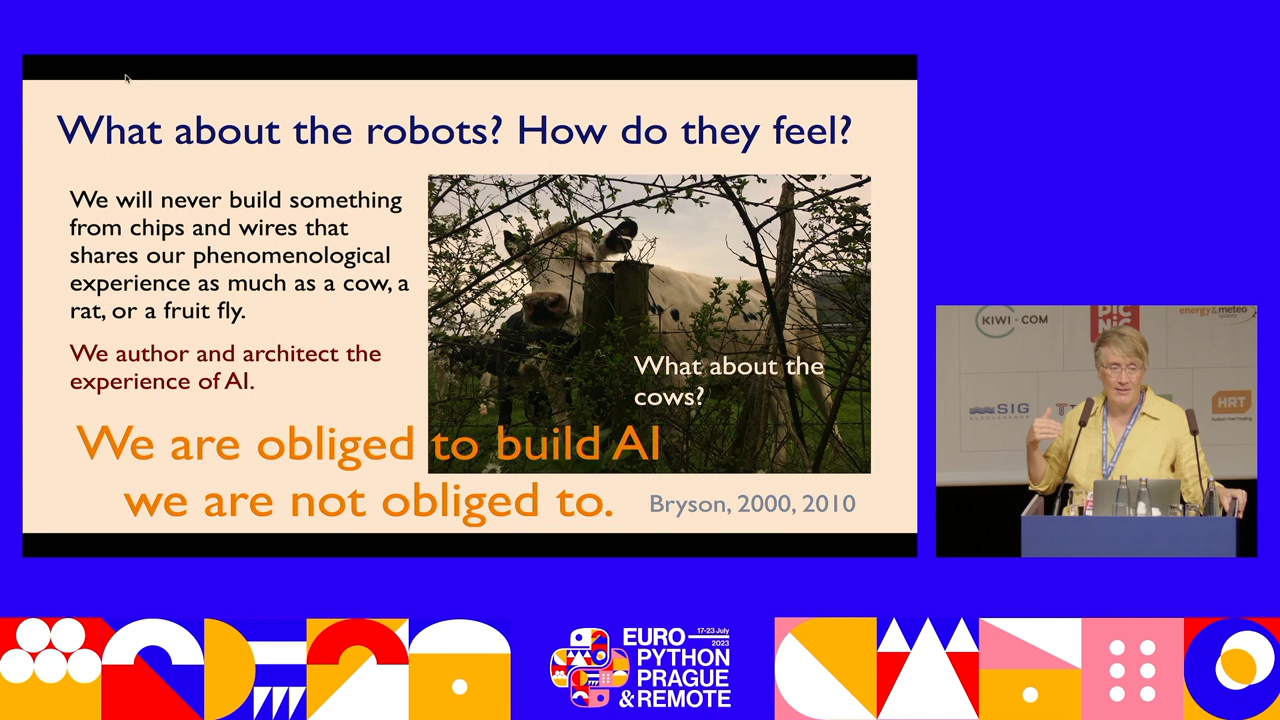 What about the robots? How do they feel?
We will never build something
from chips and wires that
shares our phenomenological
experience as much as a cow, a
rat, or a fruit fly.
We author and architect the
experience of AI.
What about the
cows?
We are obliged to build AI
we are not obliged to.
Bryson, 2000, 2010
KIWI.COM
PIC
NIC
energy & meteo
systems
SIG
HRT
EURO
17-23 July
2023
PYTHON
PRAGUE
& REMOTE